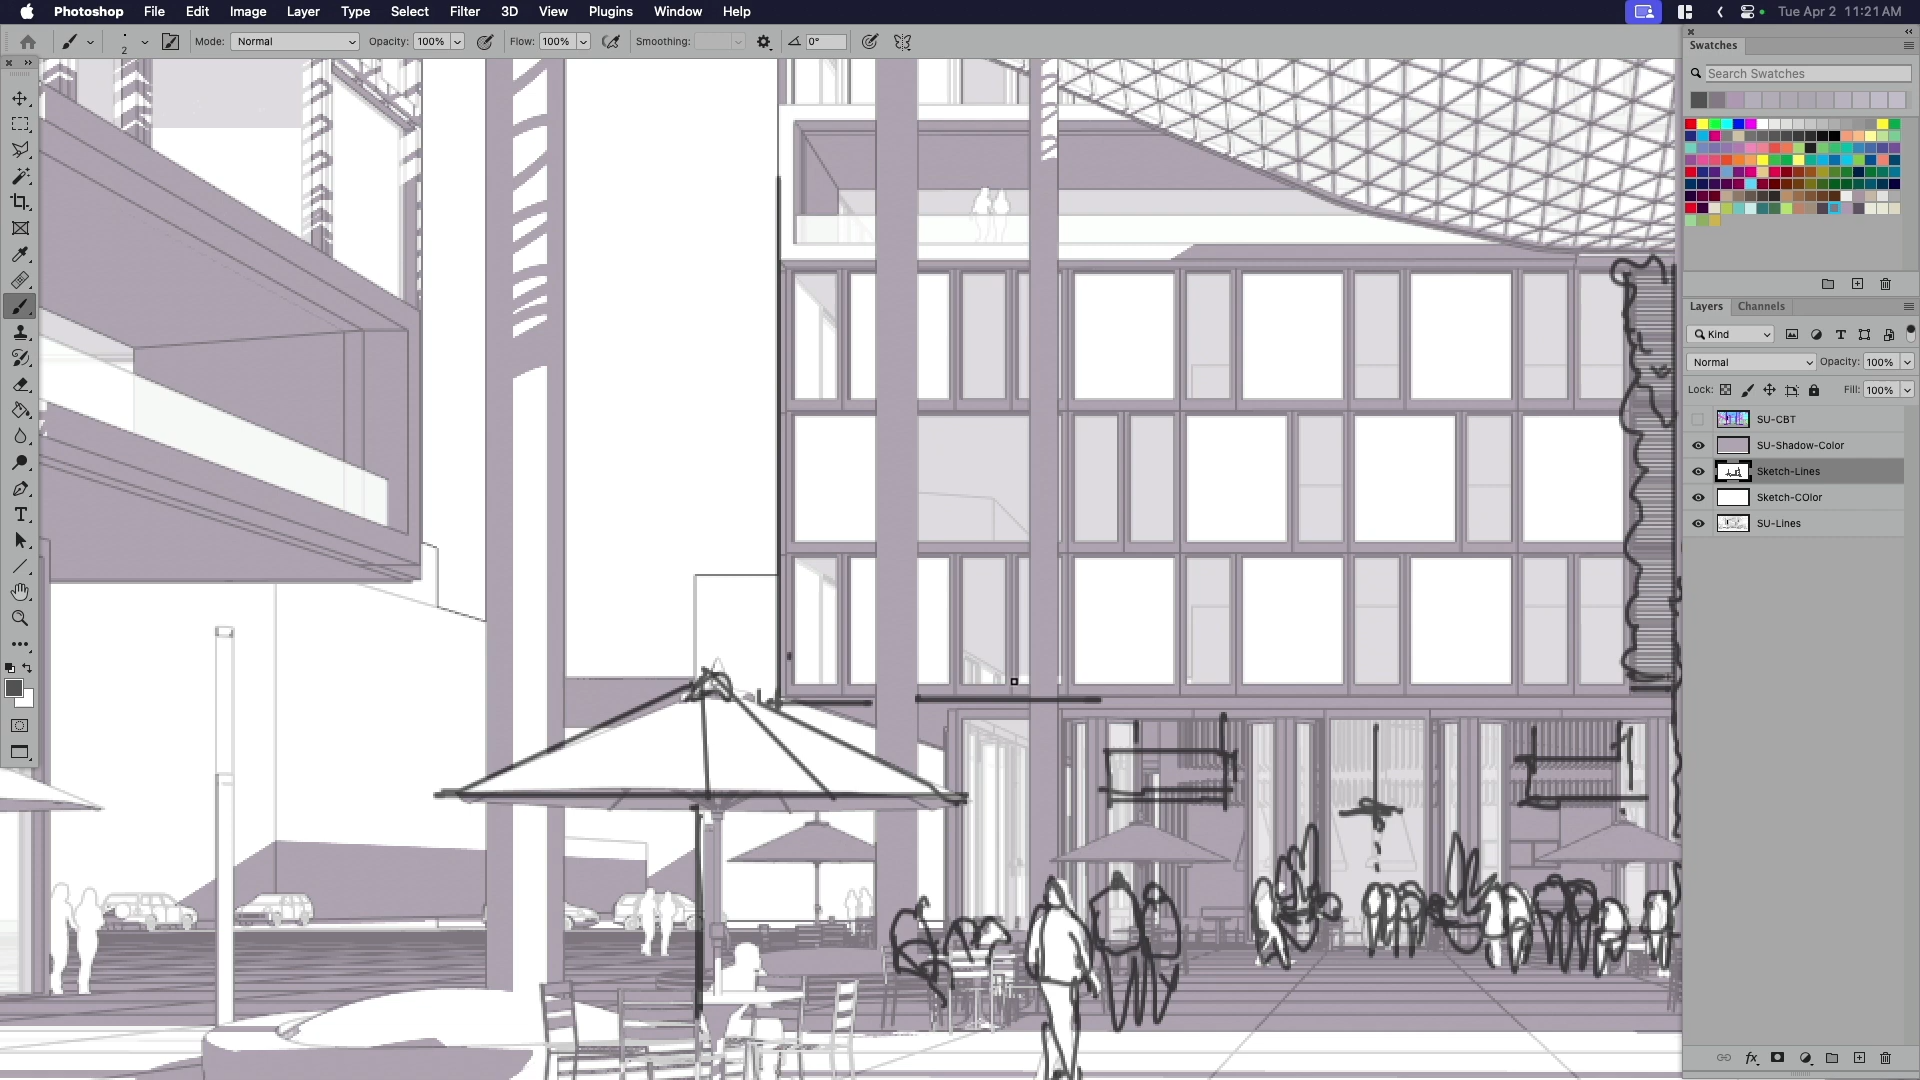 Photoshop File Edit Image Layer Type Select Filter 3D View Plugins Window Help Tue Apr 2 11:21AM
2 Mode: Normal Opacity: 100% Flow: 100% Smoothing: 0°
Swatches
Search Swatches
Layers Channels
Kind
Normal Opacity: 100%
Lock: Fill: 100%
SU-CBT
SU-Shadow-Color
Sketch-Lines
Sketch-COlor
SU-Lines